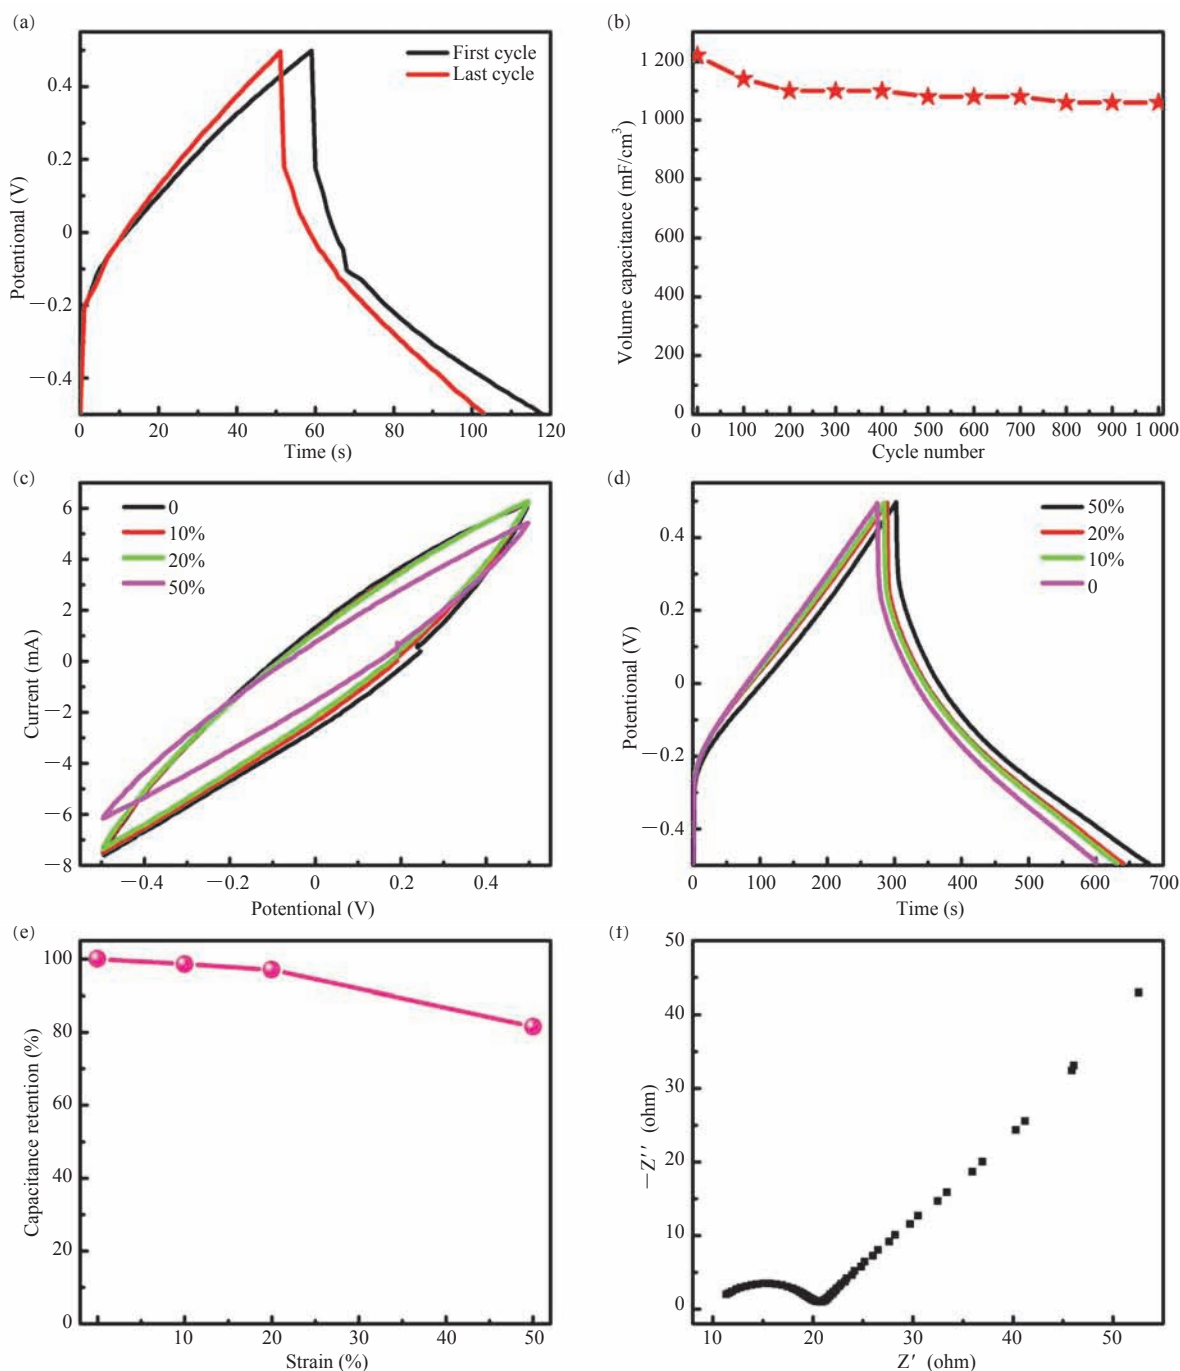 (a)
First cycle
Last cycle
0.4
0.2
0
−0.2
−0.4
Potentional (V)
0 20 40 60 80 100 120
Time (s)
(b)
1 200
1 000
800
600
400
200
0
Volume capacitance (mF/cm³)
0 100 200 300 400 500 600 700 800 900 1 000
Cycle number
(c)
0
10%
20%
50%
6
4
2
0
−2
−4
−6
−8
Current (mA)
−0.4 −0.2 0 0.2 0.4
Potentional (V)
(d)
50%
20%
10%
0
0.4
0.2
0
−0.2
−0.4
Potentional (V)
0 100 200 300 400 500 600 700
Time (s)
(e)
100
80
60
40
20
0
Capacitance retention (%)
10 20 30 40 50
Strain (%)
(f)
50
40
30
20
10
0
−Z′′ (ohm)
10 20 30 40 50
Z′ (ohm)